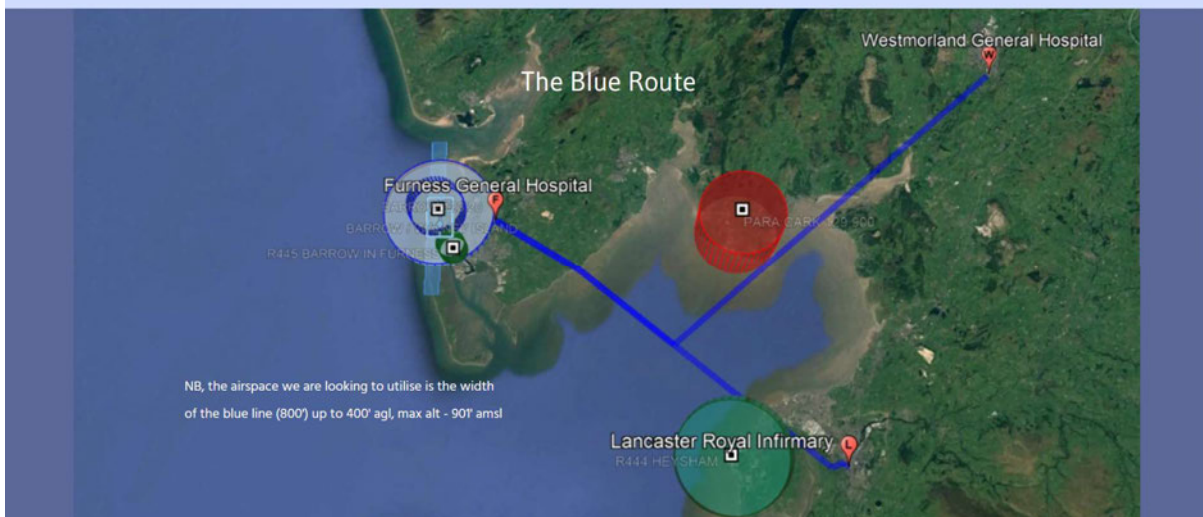 Westmorland General Hospital
W
The Blue Route
Furness General Hospital
F
BARROW
R445 BARROW IN FURNESS
PARA CARK
NB, the airspace we are looking to utilise is the width
of the blue line (800') up to 400' agl, max alt - 901' amsl
Lancaster Royal Infirmary
L
R444 HEYSHAM